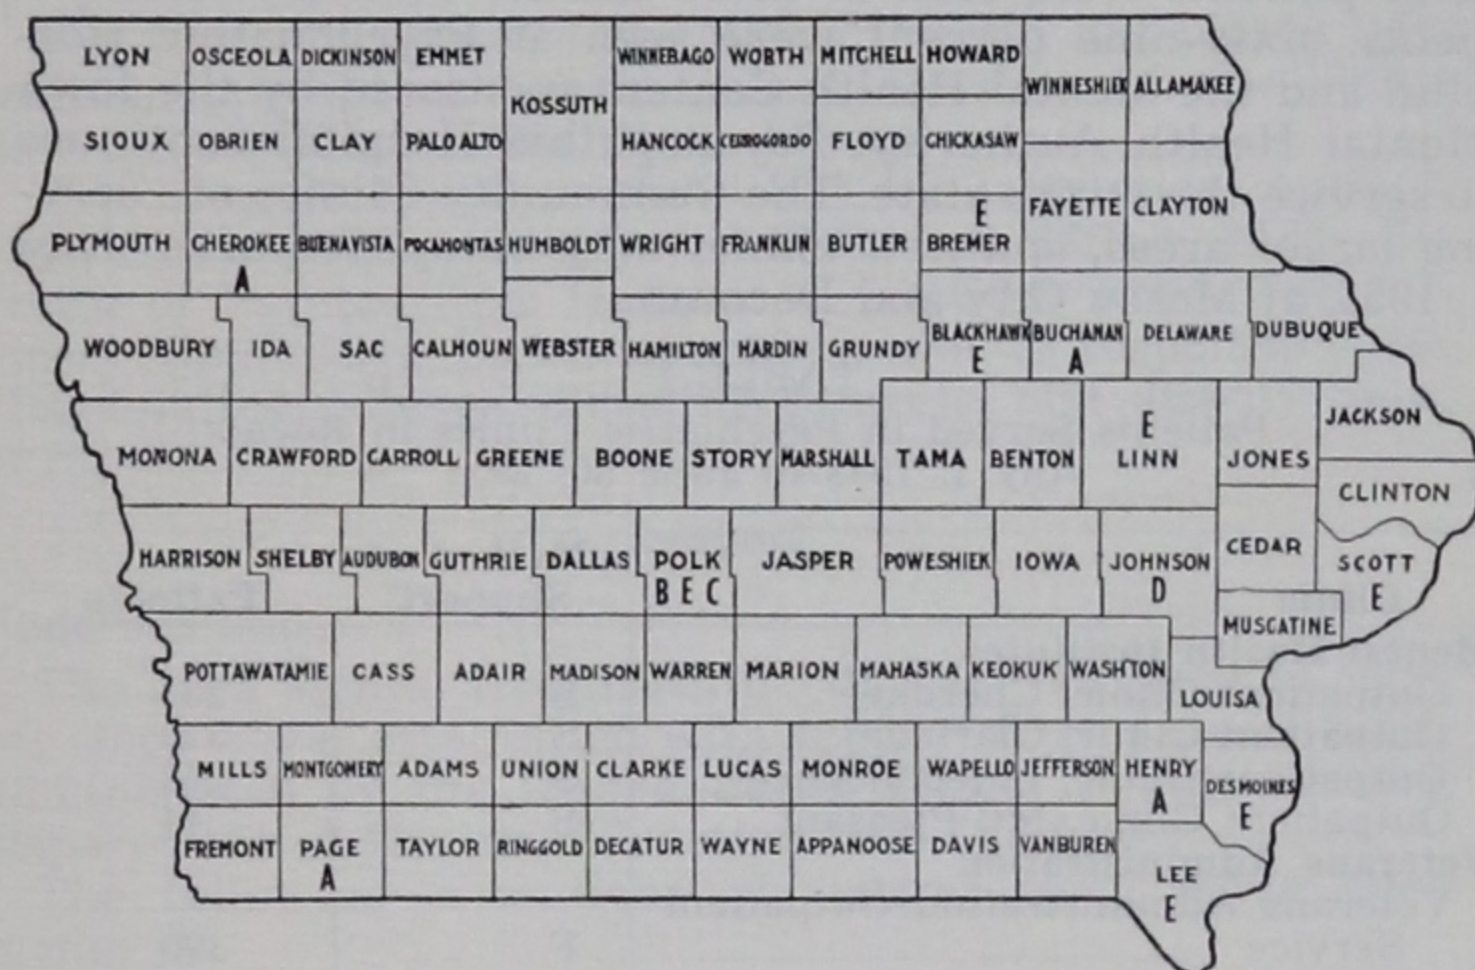 LYON OSCEOLA DICKINSON EMMET WINNEBAGO WORTH MITCHELL HOWARD
WINNESHIEK ALLAMAKEE
KOSSUTH
SIOUX OBRIEN CLAY PALO ALTO HANCOCK CERROGORDO FLOYD CHICKASAW
E FAYETTE CLAYTON
PLYMOUTH CHEROKEE BUENAVISTA POCAHONTAS HUMBOLDT WRIGHT FRANKLIN BUTLER BREMER
A
BLACKHAWK BUCHANAN DELAWARE DUBUQUE
WOODBURY IDA SAC CALHOUN WEBSTER HAMILTON HARDIN GRUNDY
E A
E JACKSON
MONONA CRAWFORD CARROLL GREENE BOONE STORY MARSHALL TAMA BENTON LINN JONES
CLINTON
CEDAR
HARRISON SHELBY AUDUBON GUTHRIE DALLAS POLK JASPER POWESHIEK IOWA JOHNSON SCOTT
B E C D E
MUSCATINE
POTTAWATAMIE CASS ADAIR MADISON WARREN MARION MAHASKA KEOKUK WASHTON
LOUISA
MILLS MONTGOMERY ADAMS UNION CLARKE LUCAS MONROE WAPELLO JEFFERSON HENRY
DESMOINES
A E
FREMONT PAGE TAYLOR RINGGOLD DECATUR WAYNE APPANOOSE DAVIS VANBUREN
A LEE
E